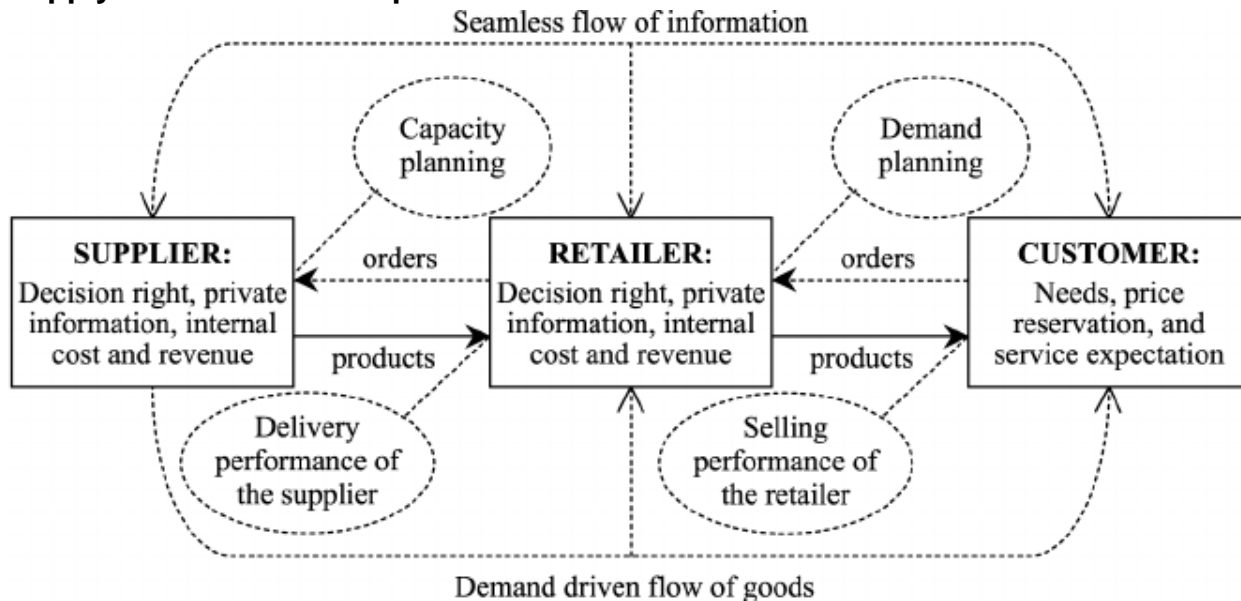 Seamless flow of information
Capacity
planning
Demand
planning
SUPPLIER:
Decision right, private
information, internal
cost and revenue
orders
products
RETAILER:
Decision right, private
information, internal
cost and revenue
orders
products
CUSTOMER:
Needs, price
reservation, and
service expectation
Delivery
performance of
the supplier
Selling
performance of
the retailer
Demand driven flow of goods